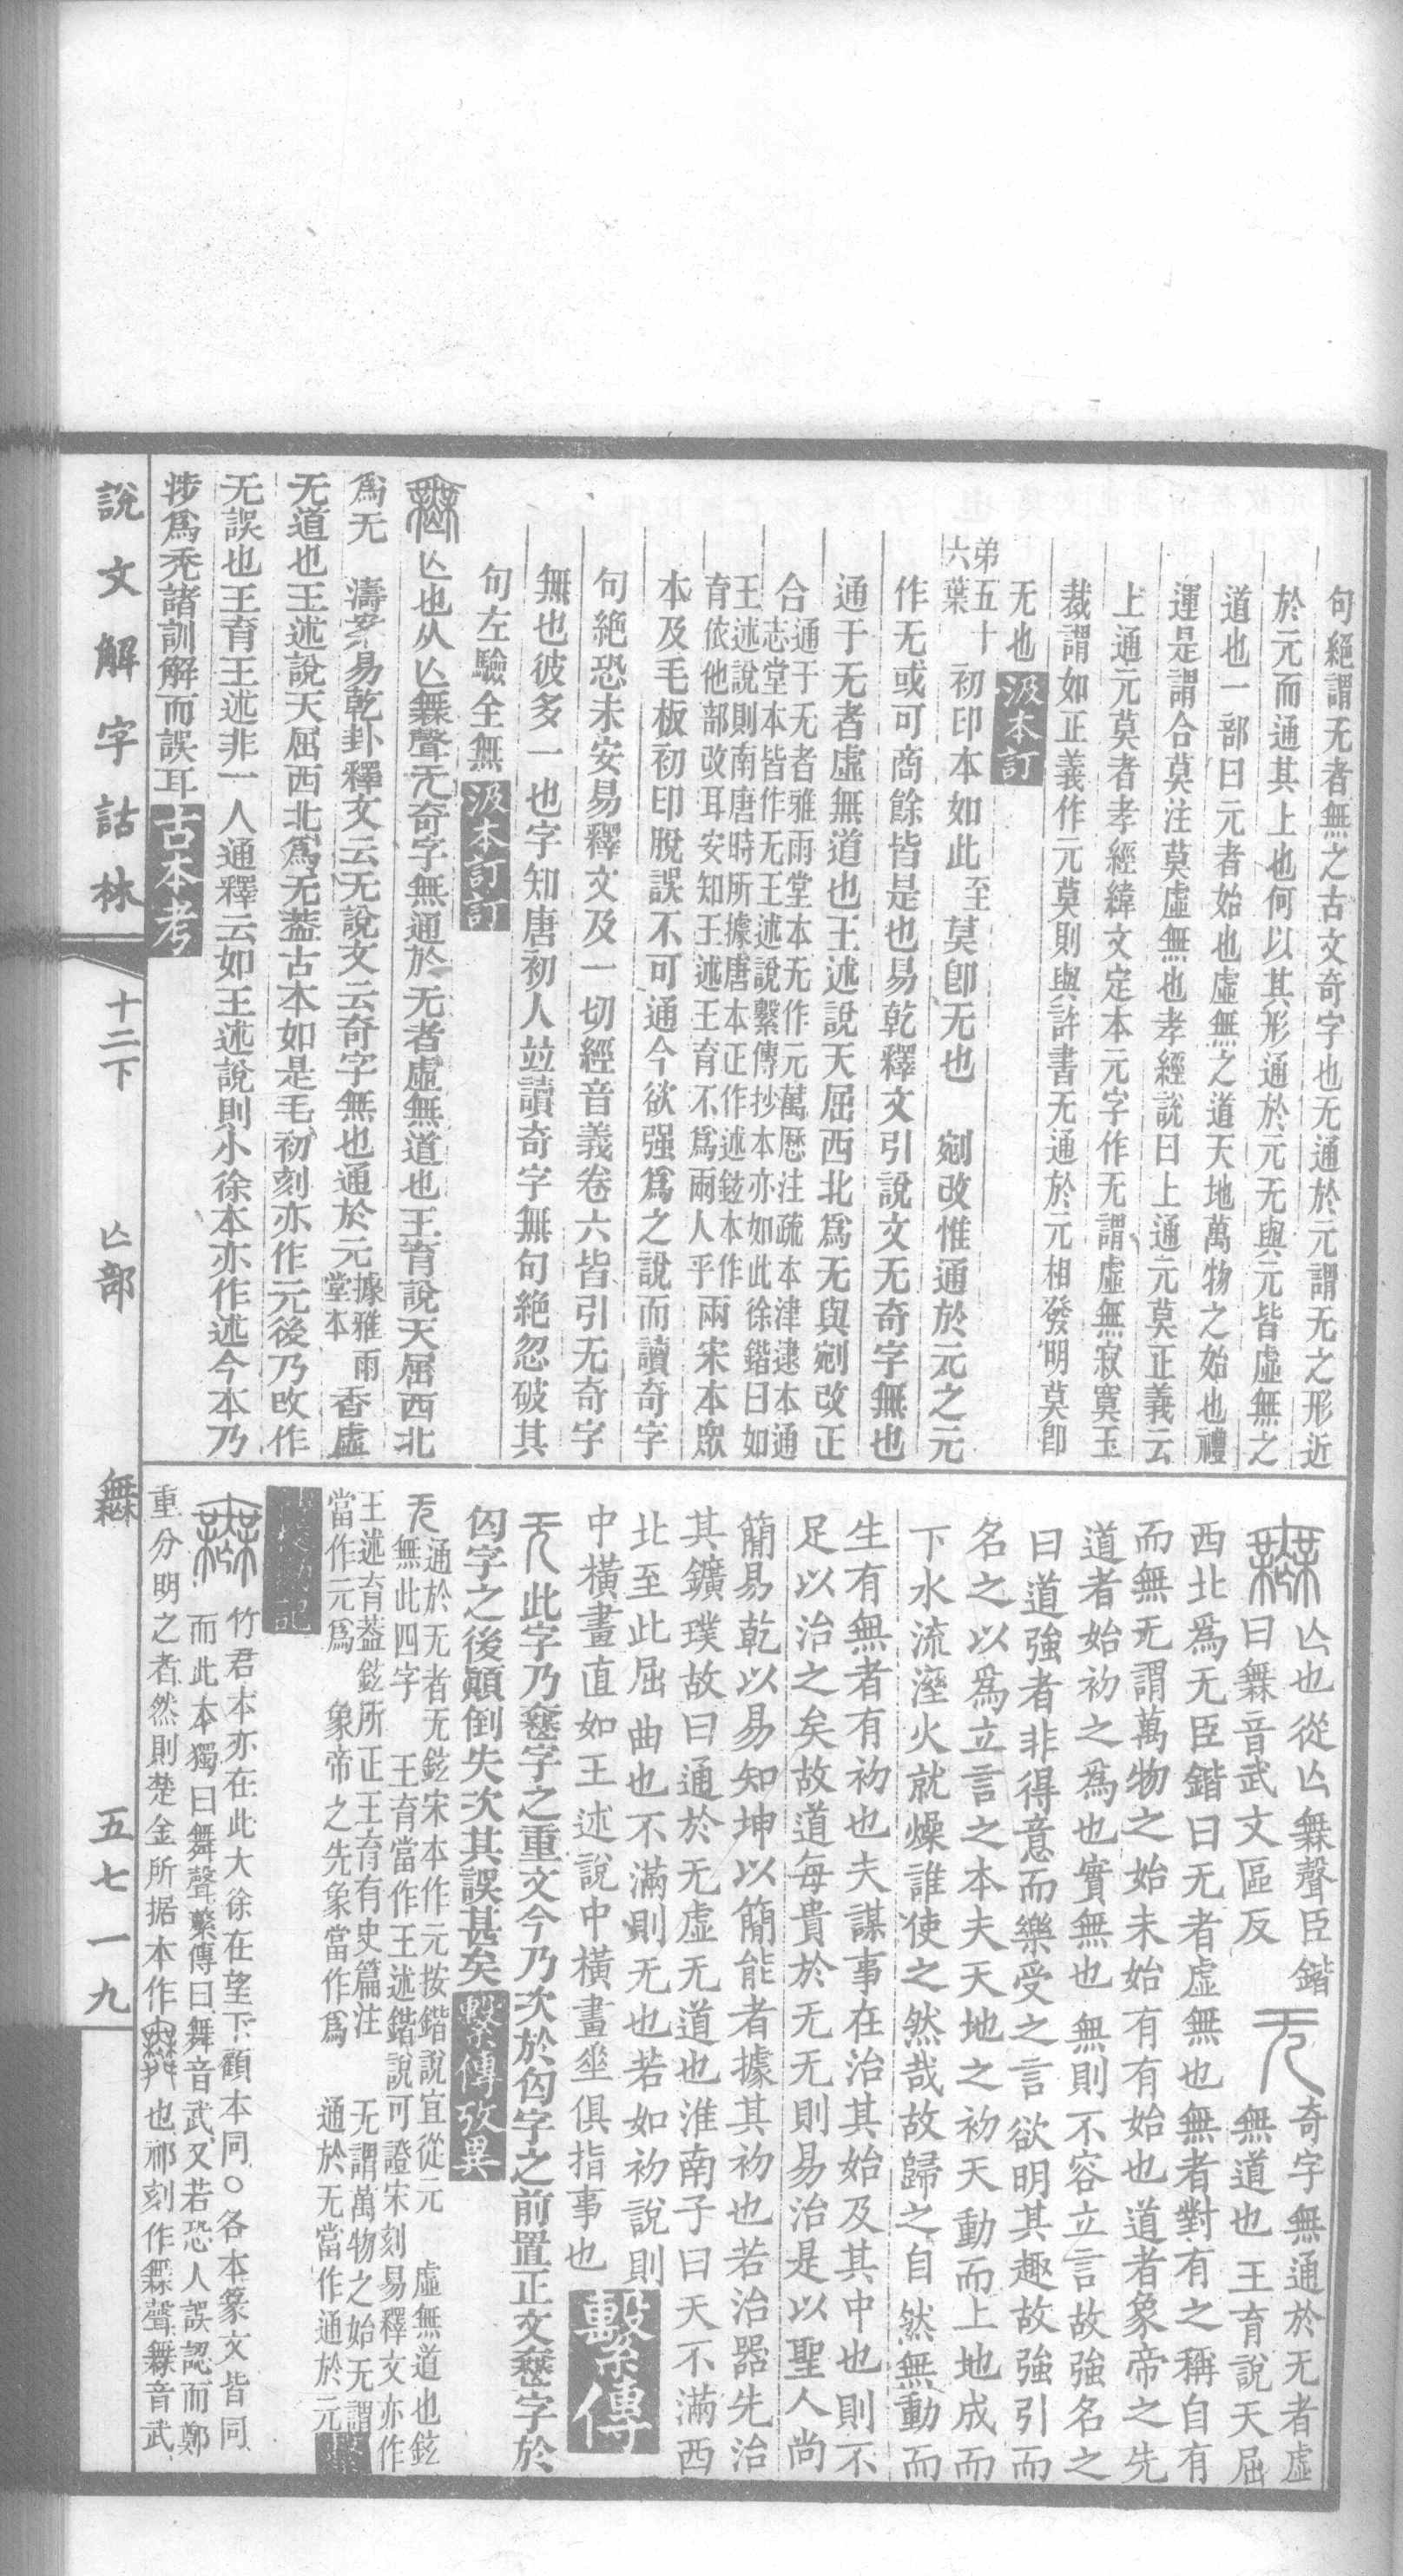 句絕謂无者無之古文奇字也无通於元謂无之形近
於元而通其上也何以其形通於元无與元皆虛無之
道也一部曰元者始也虛無之道天地萬物之始也禮
運是謂合莫注莫虛無也孝經說曰上通元莫正義云
上通元莫者孝經緯文定本元字作无謂虛無寂寞玉
裁謂如正義作元莫則與許書无通於元相發明莫卽
无也 汲本訂
弟五十
六葉
初印本如此至莫卽无也 剜改惟通於元之元
作无或可商餘皆是也易乾釋文引說文无奇字無也
通于无者虛無道也王述說天屈西北爲无與剜改正
合通于无者雅雨堂本无作元萬歷注疏本津逮本通
志堂本皆作无王述說繫傳抄本亦如此徐鍇曰如
王述說則南唐時所據唐本正作述鉉本作
育依他部改耳安知王述王育不爲兩人乎兩宋本眾
本及毛板初印脫誤不可通今欲强爲之說而讀奇字
句絕恐未安易釋文及一切經音義卷六皆引无奇字
無也彼多一也字知唐初人竝讀奇字無句絕忽破其
句左驗全無 汲本訂訂
亾也从亾橆聲无奇字無通於无者虛無道也王育說天屈西北
爲无 濤案易乾卦釋文云无說文云奇字無也通於元據雅雨
堂本 㫺虛
无道也王述說天屈西北爲无葢古本如是毛初刻亦作元後乃改作
无誤也王育王述非一人通釋云如王述說則小徐本亦作述今本乃
涉爲禿諸訓解而誤耳 古本考
說文解字詁林 十二下 亾部 橆 五七一九
亾也從亾橆聲臣鍇
曰橆音武文區反
奇字無通於无者虛
無道也王育說天屈
西北爲无臣鍇曰无者虛無也無者對有之稱自有
而無无謂萬物之始未始有有始也道者象帝之先
道者始初之爲也實無也無則不容立言故強名之
曰道強者非得意而樂受之言欲明其趣故強引而
名之以爲立言之本夫天地之初天動而上地成而
下水流溼火就燥誰使之然哉故歸之自然無動而
生有無者有初也夫謀事在治其始及其中也則不
足以治之矣故道每貴於无无則易治是以聖人尚
簡易乾以易知坤以簡能者據其初也若治器先治
其鑛璞故曰通於无虛无道也淮南子曰天不滿西
北至此屈曲也不滿則无也若如初說則
中橫畫直如王述說中橫畫㘴俱指事也 繫傳
此字乃橆字之重文今乃次於匃字之前置正文橆字於
匃字之後顛倒失次其誤甚矣 繫傳攷異
无通於无者无鉉宋本作元按鍇說宜從元 虛無道也鉉
無此四字 王育當作王述鍇說可證宋刻易釋文亦作
王述育葢鉉所正王育有史篇注 无謂萬物之始无謂
當作元爲 象帝之先象當作爲 通於无當作通於元
竹君本亦在此大徐在望下顧本同○各本篆文皆同
而此本獨曰舞聲繫傳曰舞音武又若恐人誤認而鄭
重分明之者然則楚金所据本作 也祁刻作橆聲橆音武